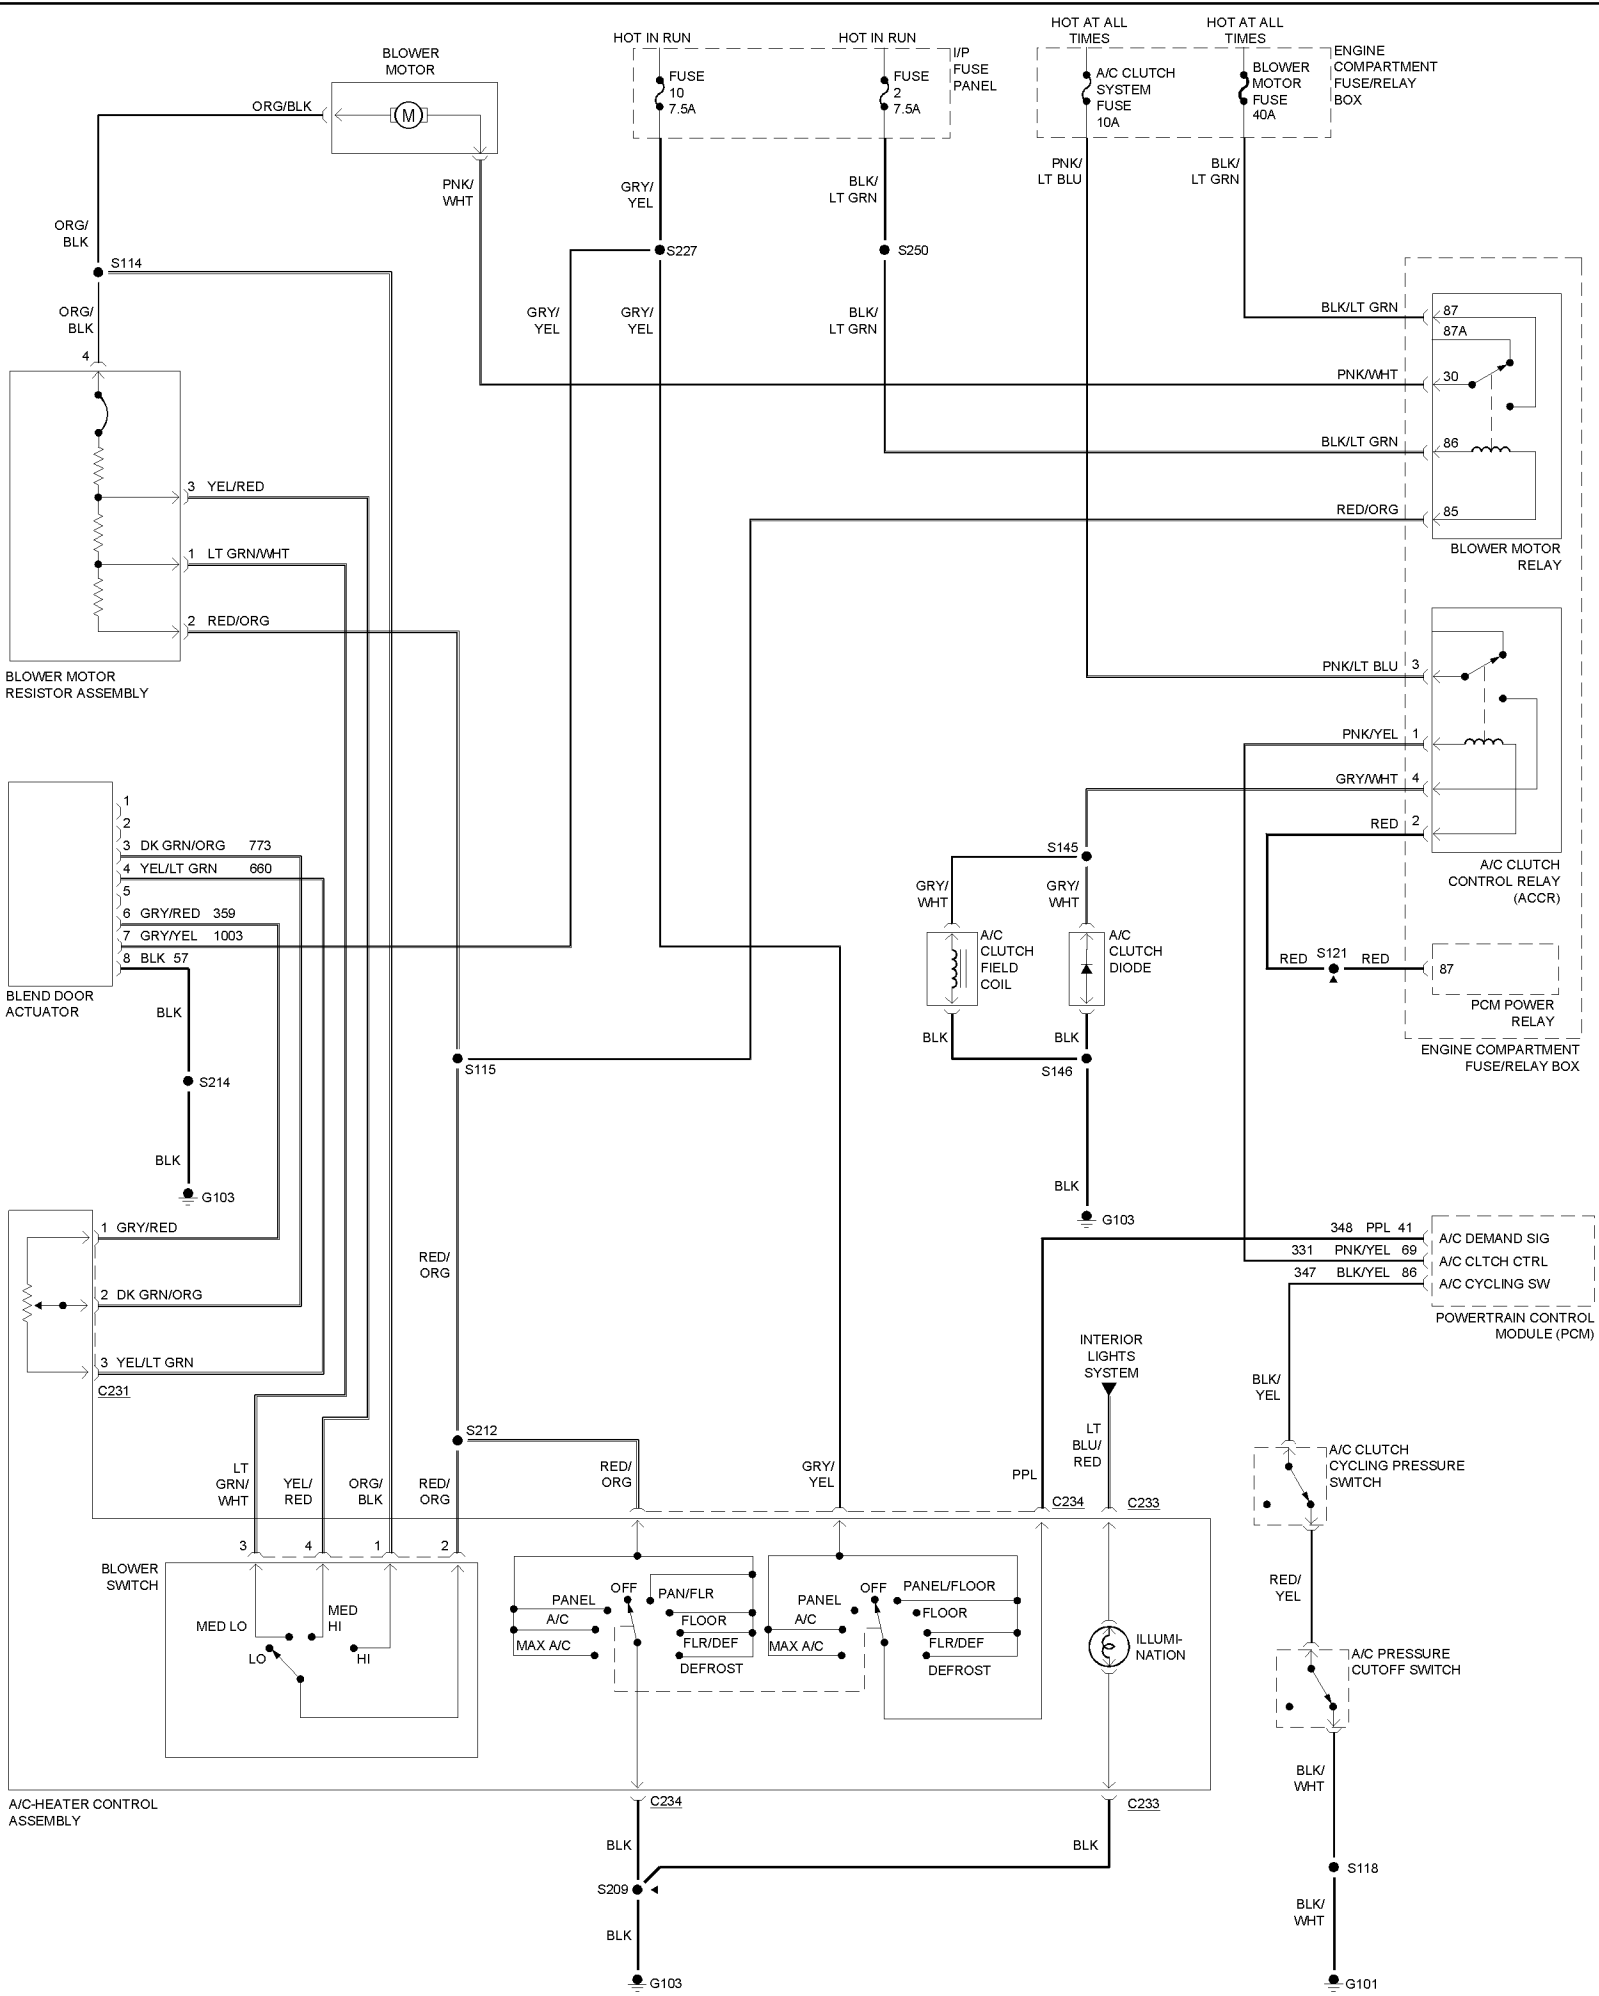 HOT AT ALL
TIMES
HOT AT ALL
TIMES
HOT IN RUN
HOT IN RUN
BLOWER
MOTOR
ORG/BLK
M
FUSE
10
7.5A
FUSE
2
7.5A
I/P
FUSE
PANEL
A/C CLUTCH
SYSTEM
FUSE
10A
BLOWER
MOTOR
FUSE
40A
ENGINE
COMPARTMENT
FUSE/RELAY
BOX
PNK/
WHT
GRY/
YEL
BLK/
LT GRN
PNK/
LT BLU
BLK/
LT GRN
ORG/
BLK
S114
S227
S250
ORG/
BLK
GRY/
YEL
GRY/
YEL
BLK/
LT GRN
4
BLK/LT GRN
87
87A
PNK/WHT
30
BLK/LT GRN
86
RED/ORG
85
BLOWER MOTOR
RELAY
3 YEL/RED
1 LT GRN/WHT
2 RED/ORG
BLOWER MOTOR
RESISTOR ASSEMBLY
PNK/LT BLU 3
PNK/YEL 1
GRY/WHT 4
RED 2
A/C CLUTCH
CONTROL RELAY
(ACCR)
1
2
3 DK GRN/ORG 773
4 YEL/LT GRN 660
5
6 GRY/RED 359
7 GRY/YEL 1003
8 BLK 57
BLEND DOOR
ACTUATOR
S145
GRY/
WHT
GRY/
WHT
A/C
CLUTCH
FIELD
COIL
A/C
CLUTCH
DIODE
RED
S121
RED
87
PCM POWER
RELAY
ENGINE COMPARTMENT
FUSE/RELAY BOX
BLK
BLK
BLK
S146
S115
S214
BLK
G103
BLK
G103
1 GRY/RED
2 DK GRN/ORG
3 YEL/LT GRN
C231
RED/
ORG
348 PPL 41
A/C DEMAND SIG
331 PNK/YEL 69
A/C CLTCH CTRL
347 BLK/YEL 86
A/C CYCLING SW
POWERTRAIN CONTROL
MODULE (PCM)
INTERIOR
LIGHTS
SYSTEM
BLK/
YEL
S212
LT
GRN/
WHT
YEL/
RED
ORG/
BLK
RED/
ORG
RED/
ORG
GRY/
YEL
PPL
LT
BLU/
RED
C234
C233
A/C CLUTCH
CYCLING PRESSURE
SWITCH
3
4
1
2
BLOWER
SWITCH
MED LO
MED
HI
LO
HI
PANEL
OFF
PAN/FLR
A/C
FLOOR
MAX A/C
FLR/DEF
DEFROST
PANEL
OFF
PANEL/FLOOR
A/C
FLOOR
MAX A/C
FLR/DEF
DEFROST
ILLUMI-
NATION
RED/
YEL
A/C PRESSURE
CUTOFF SWITCH
A/C-HEATER CONTROL
ASSEMBLY
C234
C233
BLK
BLK
BLK/
WHT
S209
S118
BLK
BLK/
WHT
G103
G101